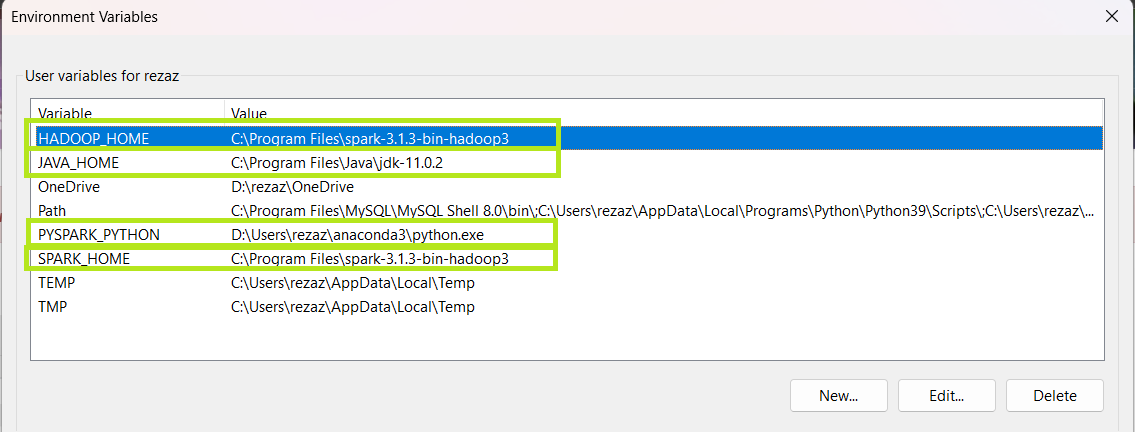 Environment Variables
User variables for rezaz
Variable Value
HADOOP_HOME C:\Program Files\spark-3.1.3-bin-hadoop3
JAVA_HOME C:\Program Files\Java\jdk-11.0.2
OneDrive D:\rezaz\OneDrive
Path C:\Program Files\MySQL\MySQL Shell 8.0\bin\;C:\Users\rezaz\AppData\Local\Programs\Python\Python39\Scripts\;C:\Users\rezaz\...
PYSPARK_PYTHON D:\Users\rezaz\anaconda3\python.exe
SPARK_HOME C:\Program Files\spark-3.1.3-bin-hadoop3
TEMP C:\Users\rezaz\AppData\Local\Temp
TMP C:\Users\rezaz\AppData\Local\Temp
New... Edit... Delete